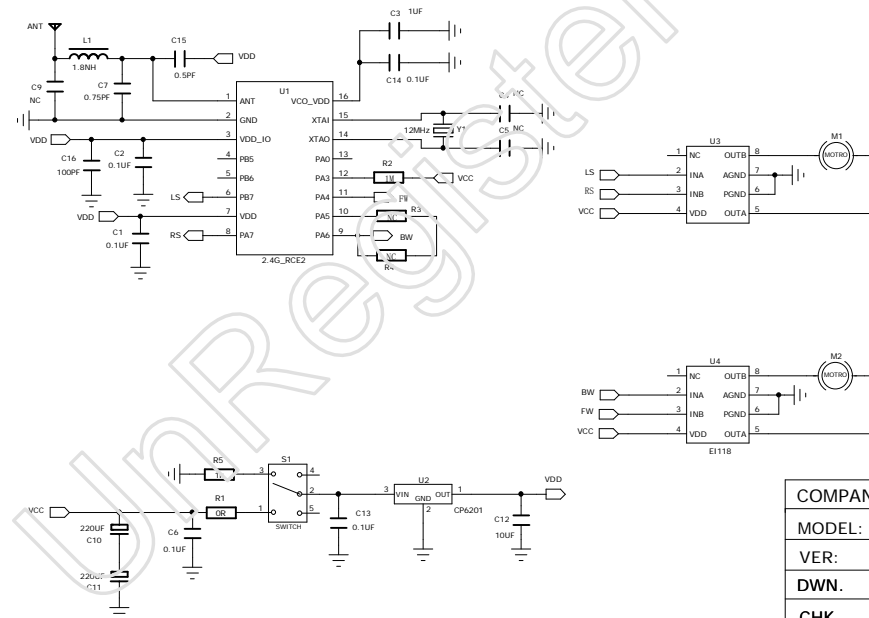 ANT
L1
1.8NH
C15
0.5PF
VDD
C9
NC
C7
0.75PF
C3 1UF
C14 0.1UF
U1
1 ANT VCO_VDD 16
2 GND XTAI 15
3 VDD_IO XTAO 14
4 PB5 PA0 13
5 PB6 PA3 12
6 PB7 PA4 11
7 VDD PA5 10
8 PA7 PA6 9
2.4G_RCE2
VDD
C16
100PF
C2
0.1UF
LS
VDD
C1
0.1UF
RS
12MHz Y1
NC
C5 NC
R2
1M
VCC
FW
NC R3
BW
NC
R4
U3
1 NC OUTB 8
2 INA AGND 7
3 INB PGND 6
4 VDD OUTA 5
LS
RS
VCC
M1
MOTRO
U4
1 NC OUTB 8
2 INA AGND 7
3 INB PGND 6
4 VDD OUTA 5
EI118
BW
FW
VCC
M2
MOTRO
VCC
220UF
C10
220UF
C11
C6
0.1UF
R5
R1
0R
S1
3 4
2
1 5
SWITCH
C13
0.1UF
U2
3 VIN GND OUT 1
2
CP6201
C12
10UF
VDD
MODEL:
VER:
DWN.
UnRegister